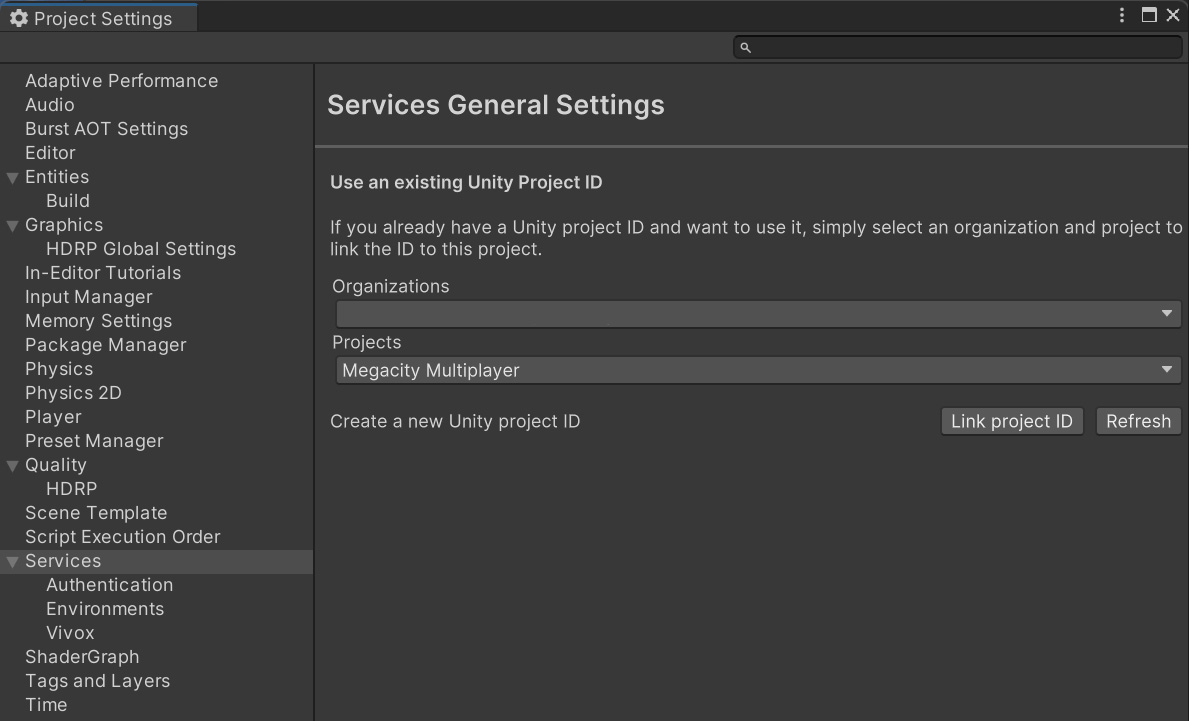 Project Settings
Adaptive Performance
Audio
Burst AOT Settings
Editor
Entities
Build
Graphics
HDRP Global Settings
In-Editor Tutorials
Input Manager
Memory Settings
Package Manager
Physics
Physics 2D
Player
Preset Manager
Quality
HDRP
Scene Template
Script Execution Order
Services
Authentication
Environments
Vivox
ShaderGraph
Tags and Layers
Time
Services General Settings
Use an existing Unity Project ID
If you already have a Unity project ID and want to use it, simply select an organization and project to
link the ID to this project.
Organizations
Projects
Megacity Multiplayer
Create a new Unity project ID
Link project ID
Refresh